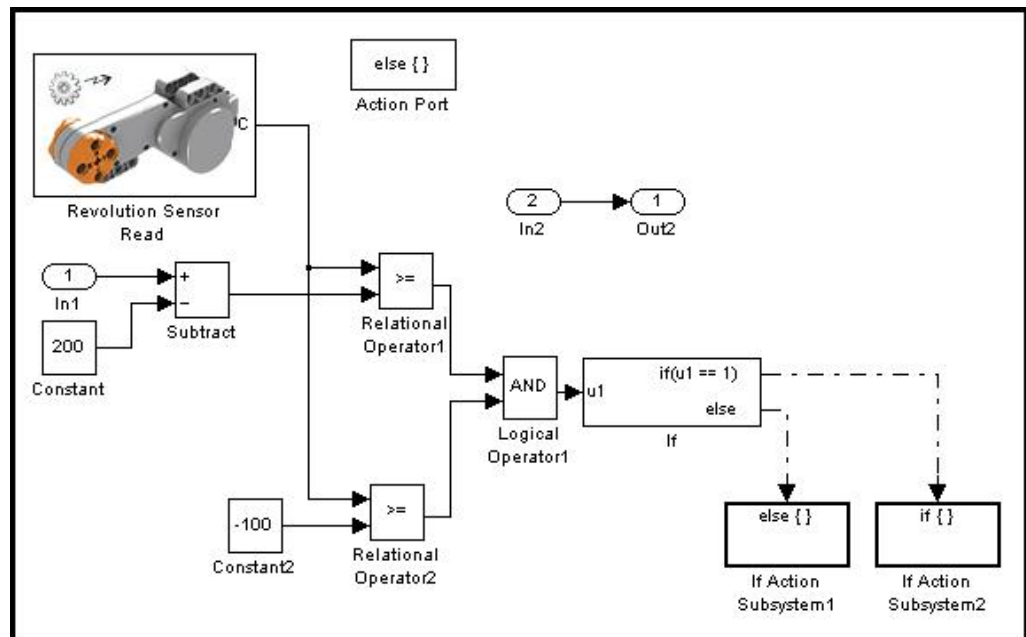 else { }
Action Port
C
Revolution Sensor
Read
2
In2
1
Out2
1
In1
+
−
Subtract
200
Constant
>=
Relational
Operator1
AND
Logical
Operator1
u1
if(u1 == 1)
else
If
-100
Constant2
>=
Relational
Operator2
else { }
If Action
Subsystem1
if { }
If Action
Subsystem2